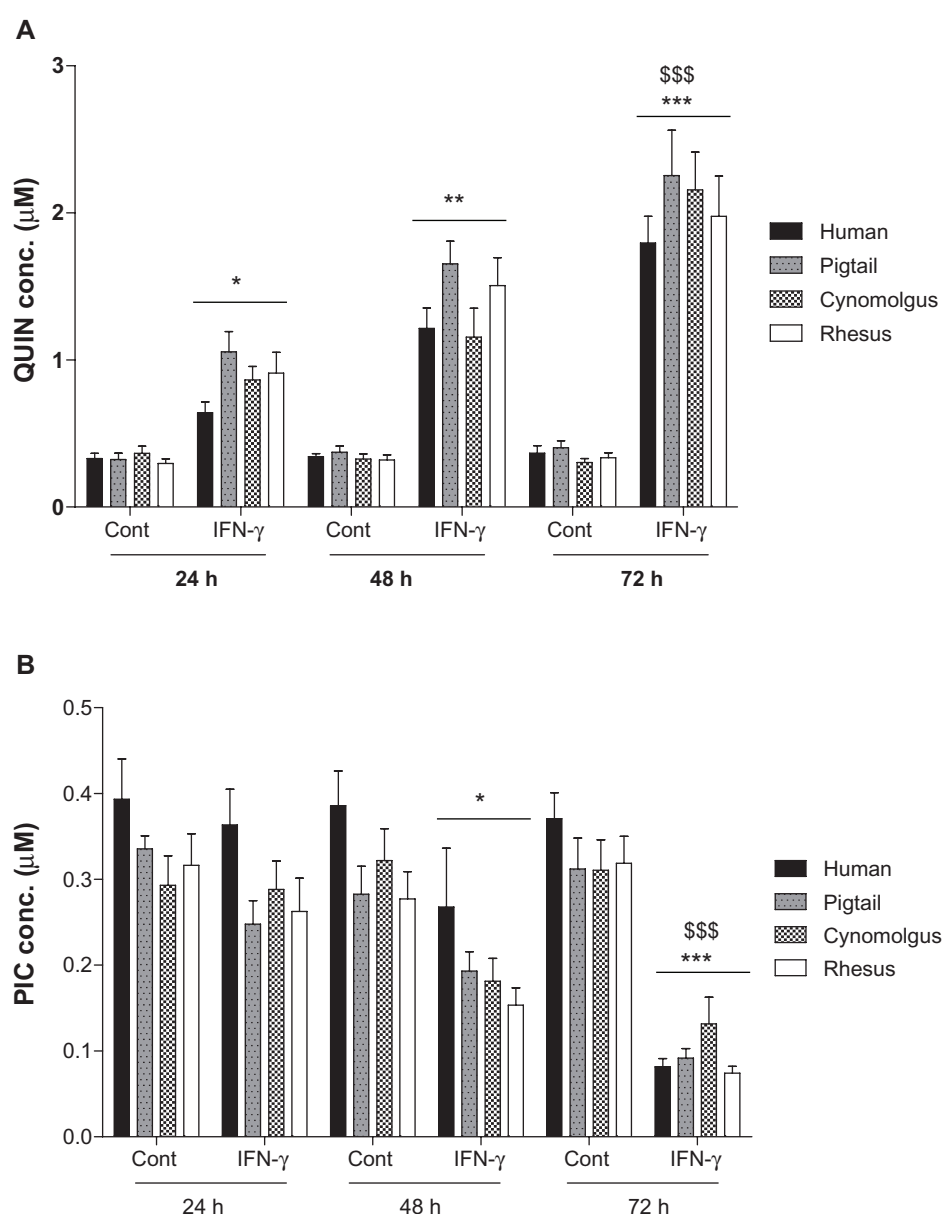 A
3
$$$
***
**
*
2
1
0
QUIN conc. (μM)
Human
Pigtail
Cynomolgus
Rhesus
Cont IFN-γ Cont IFN-γ Cont IFN-γ
24 h 48 h 72 h
B
0.5
0.4
0.3
0.2
0.1
0.0
PIC conc. (μM)
*
$$$
***
Human
Pigtail
Cynomolgus
Rhesus
Cont IFN-γ Cont IFN-γ Cont IFN-γ
24 h 48 h 72 h